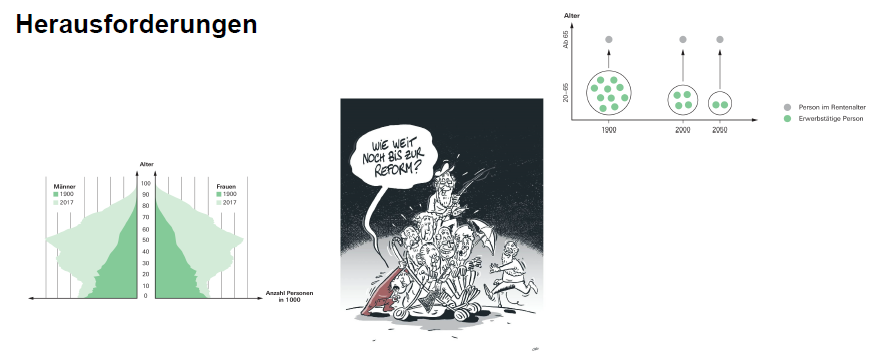 Herausforderungen
Alter
Ab 65
20–65
1900
2000
2050
Person im Rentenalter
Erwerbstätige Person
WIE WEIT
NOCH BIS ZUR
REFORM?
Alter
Männer
1900
2017
Frauen
1900
2017
100
90
80
70
60
50
40
30
20
10
0
Anzahl Personen
in 1000